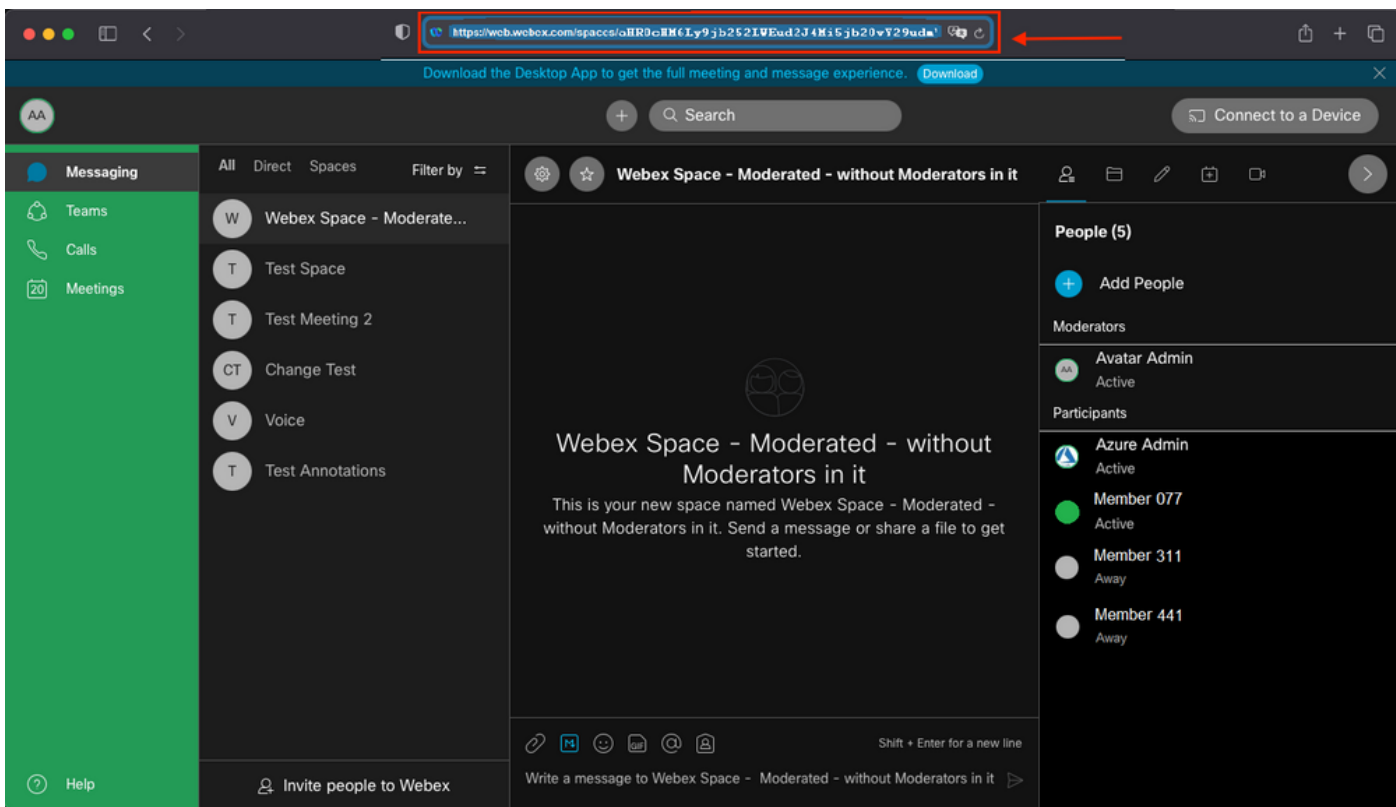 https://web.webex.com/spaces/
Download the Desktop App to get the full meeting and message experience. Download
AA
Search
Connect to a Device
Messaging
Teams
Calls
20 Meetings
Help
All Direct Spaces Filter by
W Webex Space - Moderate...
T Test Space
T Test Meeting 2
CT Change Test
V Voice
T Test Annotations
Invite people to Webex
Webex Space - Moderated - without Moderators in it
Webex Space - Moderated - without
Moderators in it
This is your new space named Webex Space - Moderated -
without Moderators in it. Send a message or share a file to get
started.
GIF
Shift + Enter for a new line
Write a message to Webex Space - Moderated - without Moderators in it
People (5)
Add People
Moderators
AA Avatar Admin
Active
Participants
Azure Admin
Active
Member 077
Active
Member 311
Away
Member 441
Away